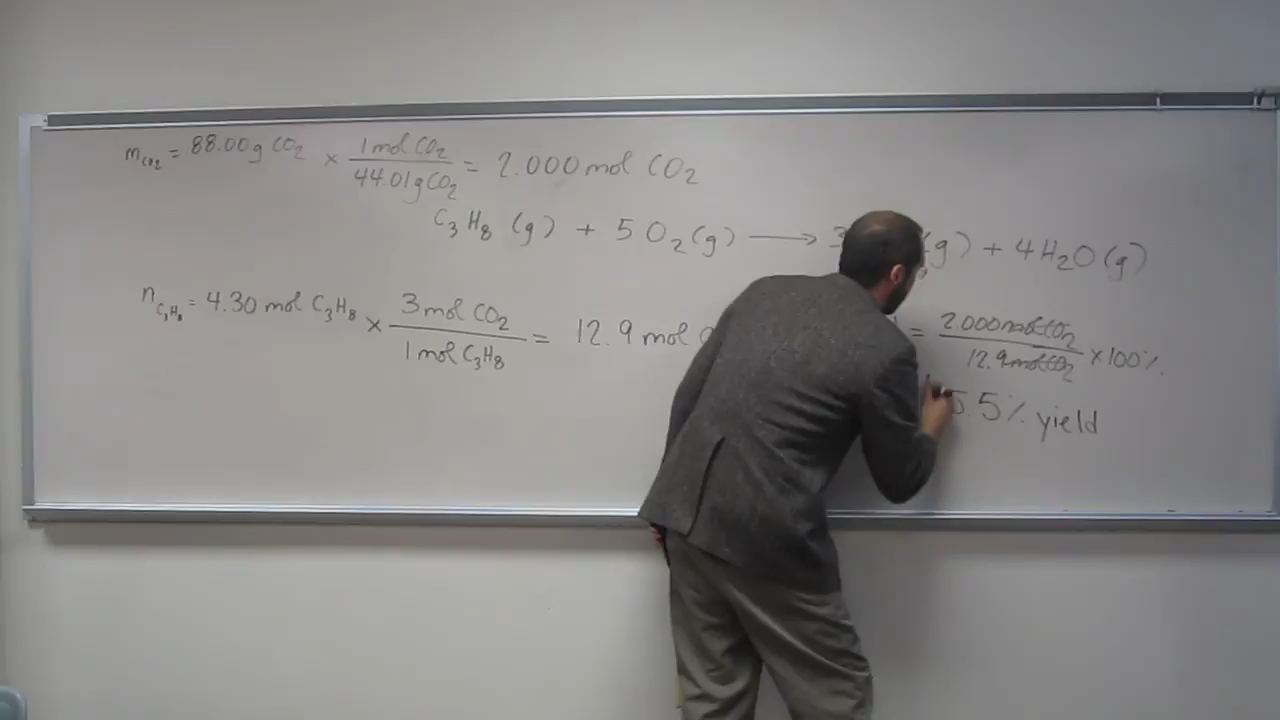 m_CO₂ = 88.00 g CO₂ × 1 mol CO₂ / 44.01 g CO₂ = 2.000 mol CO₂
C₃H₈ (g) + 5 O₂ (g) ⟶ 3 (g) + 4 H₂O (g)
n_C₃H₈ = 4.30 mol C₃H₈ × 3 mol CO₂ / 1 mol C₃H₈ = 12.9 mol
= 2.000 mol CO₂ / 12.9 mol CO₂ × 100%
5.5% yield